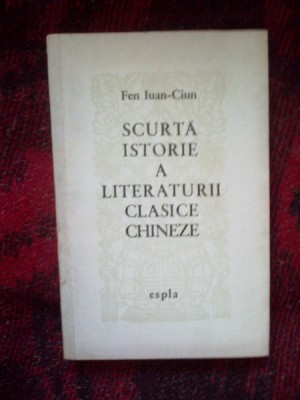 Fen Iuan-Ciun
SCURTĂ
ISTORIE
A
LITERATURII
CLASICE
CHINEZE
espla